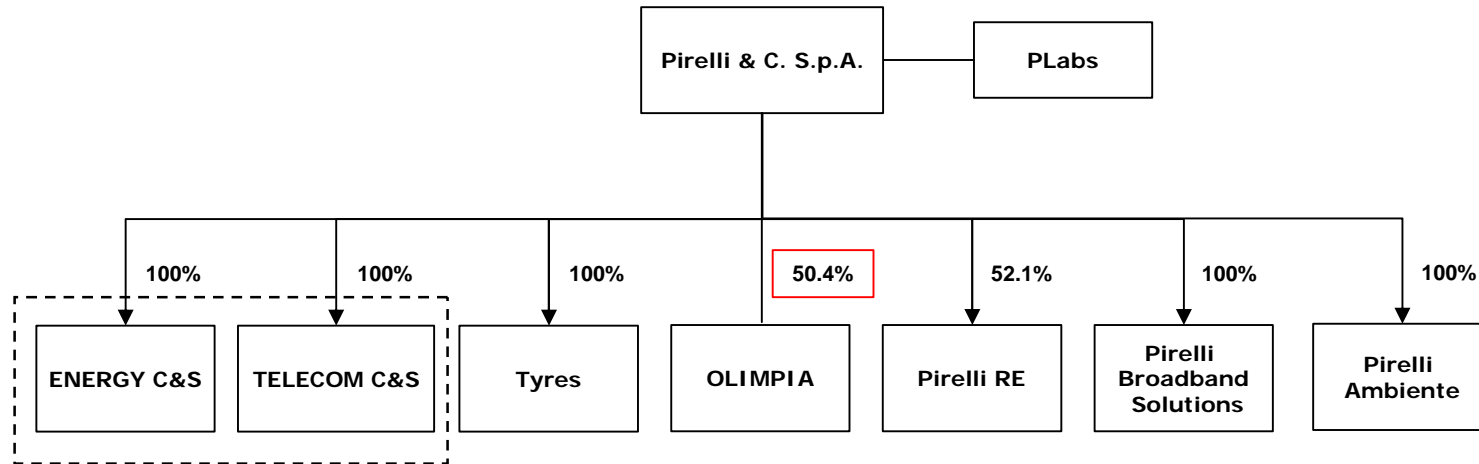 Pirelli & C. S.p.A.
PLabs
100%
100%
100%
50.4%
52.1%
100%
100%
ENERGY C&S
TELECOM C&S
Tyres
OLIMPIA
Pirelli RE
Pirelli
Broadband
Solutions
Pirelli
Ambiente